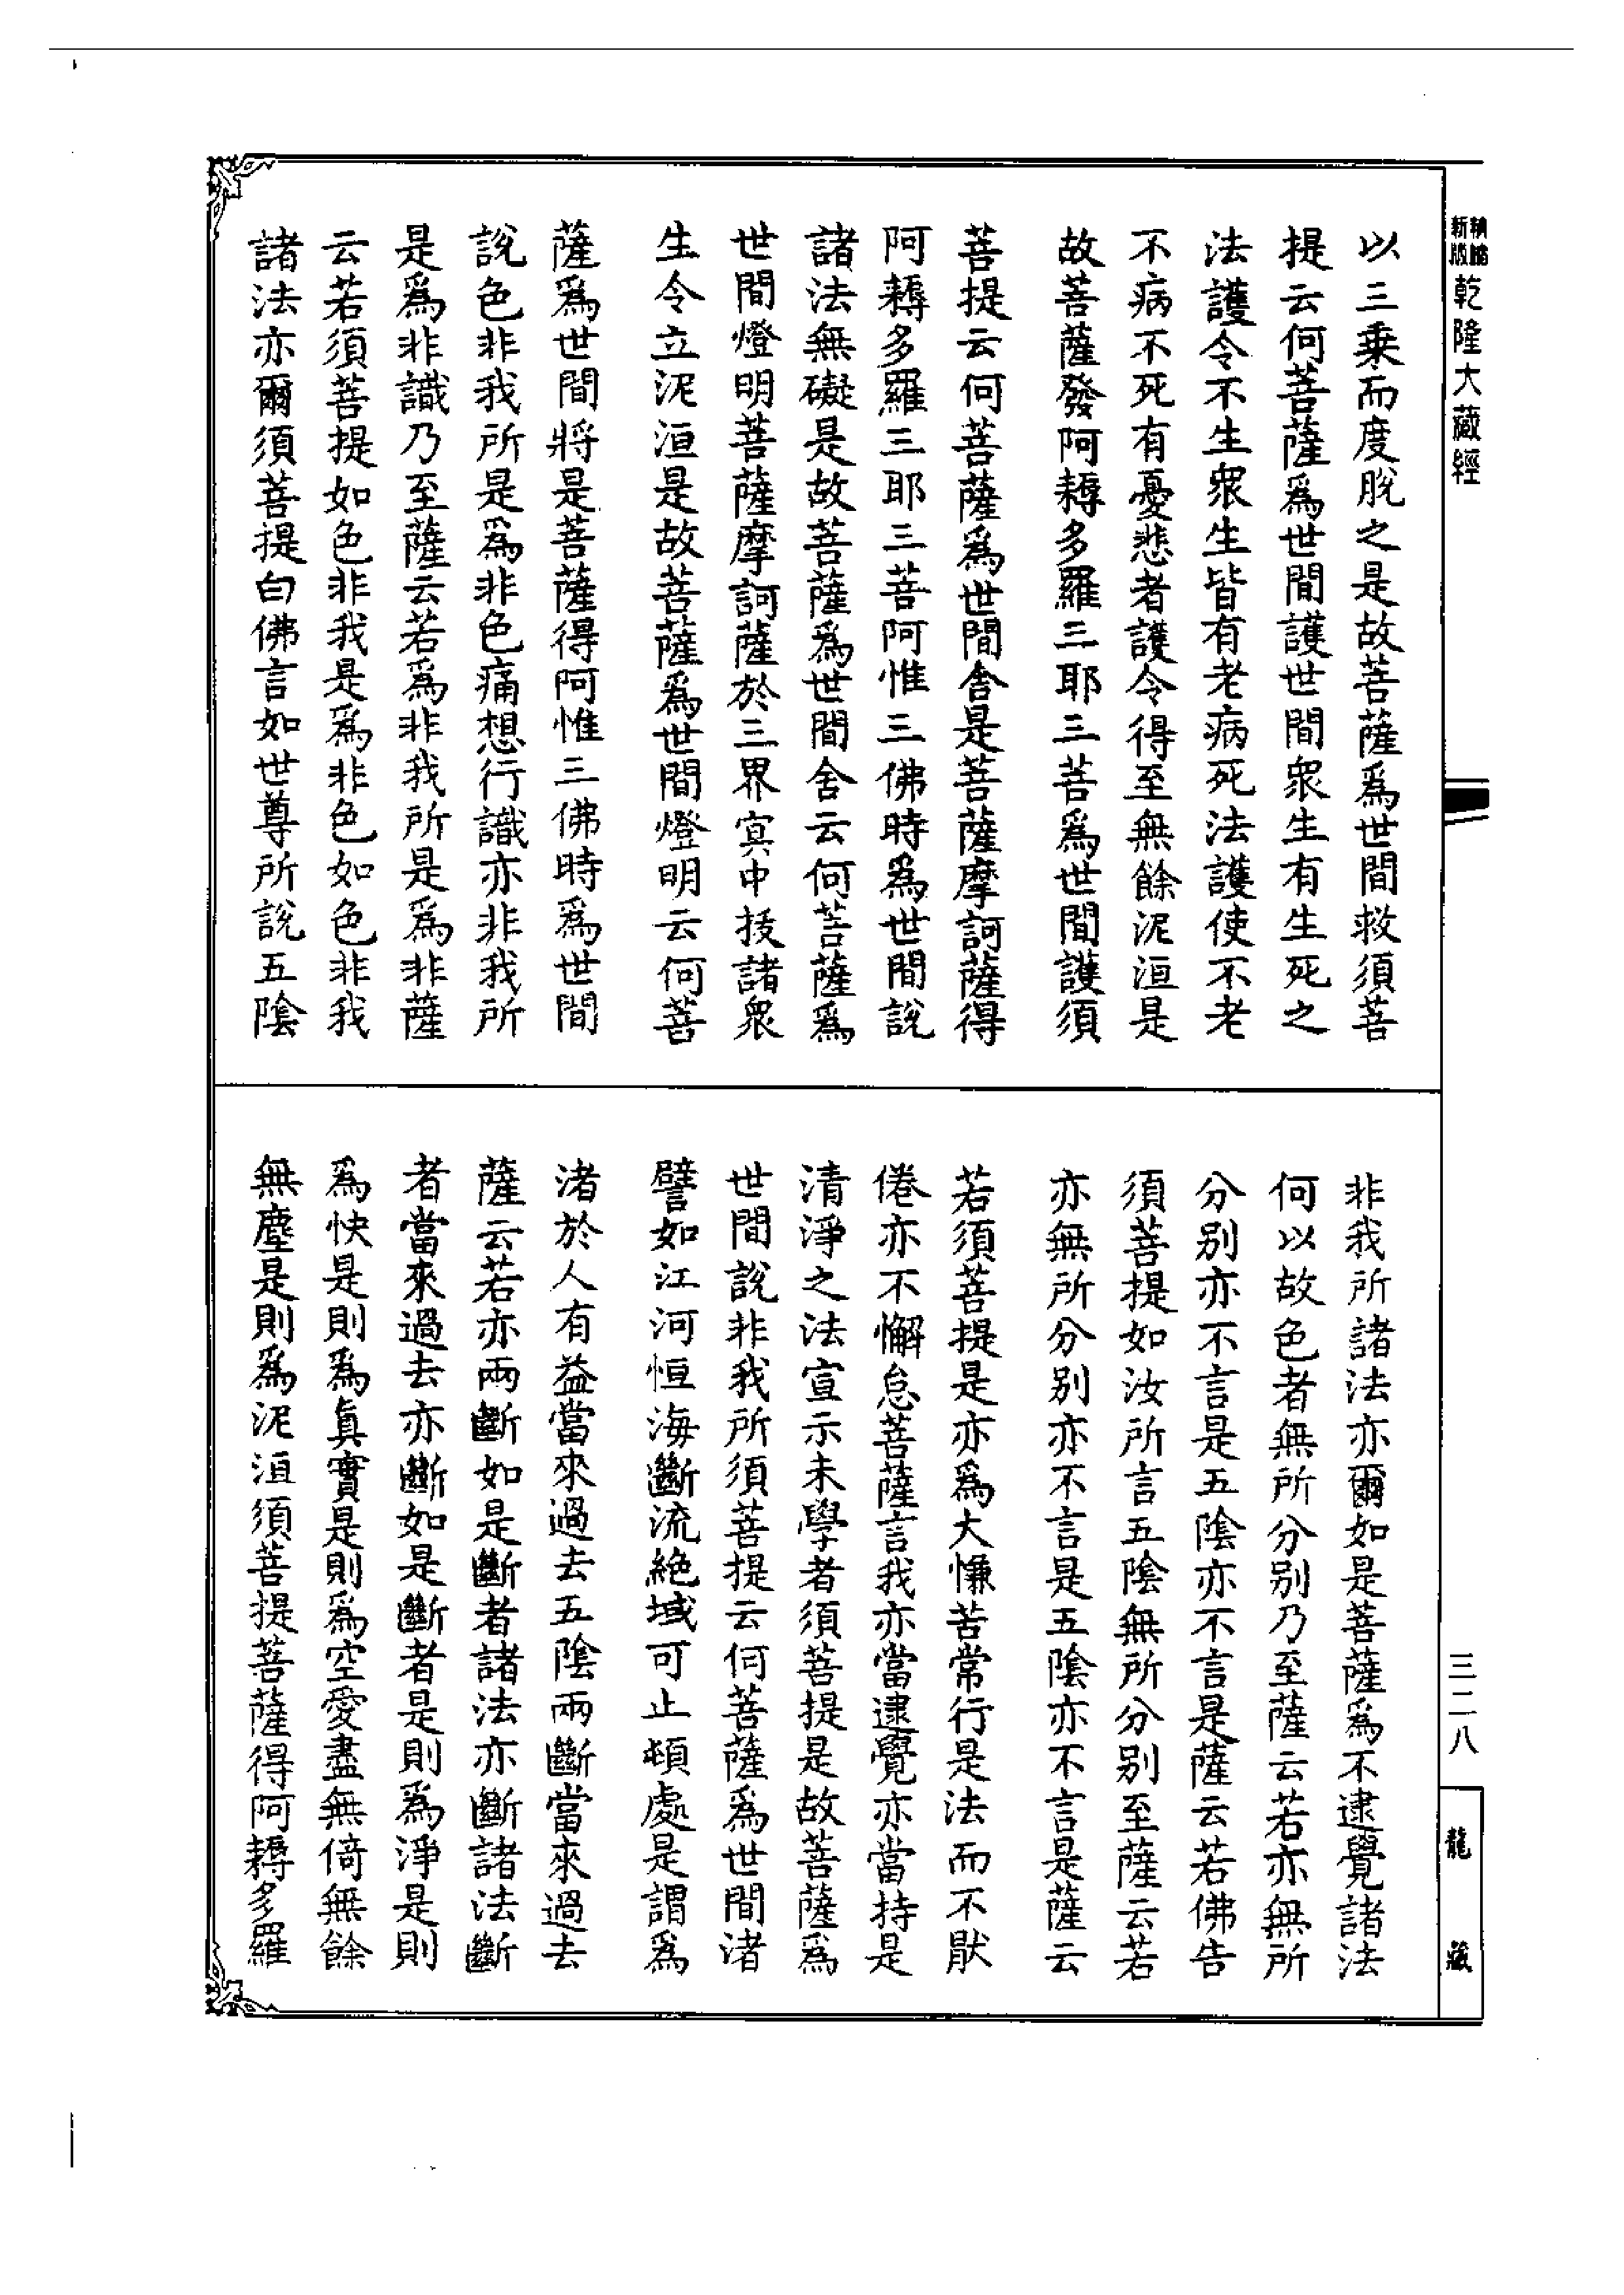 新版
乾隆大藏經
以三乘而度脫之是故菩薩爲世間救須菩
提云何菩薩爲世間護世間衆生有生死之
法護令不生衆生皆有老病死法護使不老
不病不死有憂悲者護令得至無餘泥洹是
故菩薩發阿耨多羅三耶三菩爲世間護須
菩提云何菩薩爲世間舍是菩薩摩訶薩得
阿耨多羅三耶三菩阿惟三佛時爲世間說
諸法無礙是故菩薩爲世間舍云何菩薩爲
世間燈明菩薩摩訶薩於三界冥中拔諸衆
生令立泥洹是故菩薩爲世間燈明云何菩
薩爲世間將是菩薩得阿惟三佛時爲世間
說色非我所是爲非色痛想行識亦非我所
是爲非識乃至薩云若爲非我所是爲非薩
云若須菩提如色非我是爲非色如色非我
諸法亦爾須菩提白佛言如世尊所說五陰
非我所諸法亦爾如是菩薩爲不逮覺諸法
何以故色者無所分別乃至薩云若亦無所
分別亦不言是五陰亦不言是薩云若佛告
須菩提如汝所言五陰無所分別至薩云若
亦無所分別亦不言是五陰亦不言是薩云
若須菩提是亦爲大慊苦常行是法而不猒
倦亦不懈怠菩薩言我亦當逮覺亦當持是
清淨之法宣示未學者須菩提是故菩薩爲
世間說非我所須菩提云何菩薩爲世間渚
譬如江河恒海斷流絶域可止頓處是謂爲
渚於人有益當來過去五陰兩斷當來過去
薩云若亦兩斷如是斷者諸法亦斷諸法斷
者當來過去亦斷如是斷者是則爲淨是則
爲快是則爲眞實是則爲空愛盡無倚無餘
無塵是則爲泥洹須菩提菩薩得阿耨多羅
三二八
龍藏